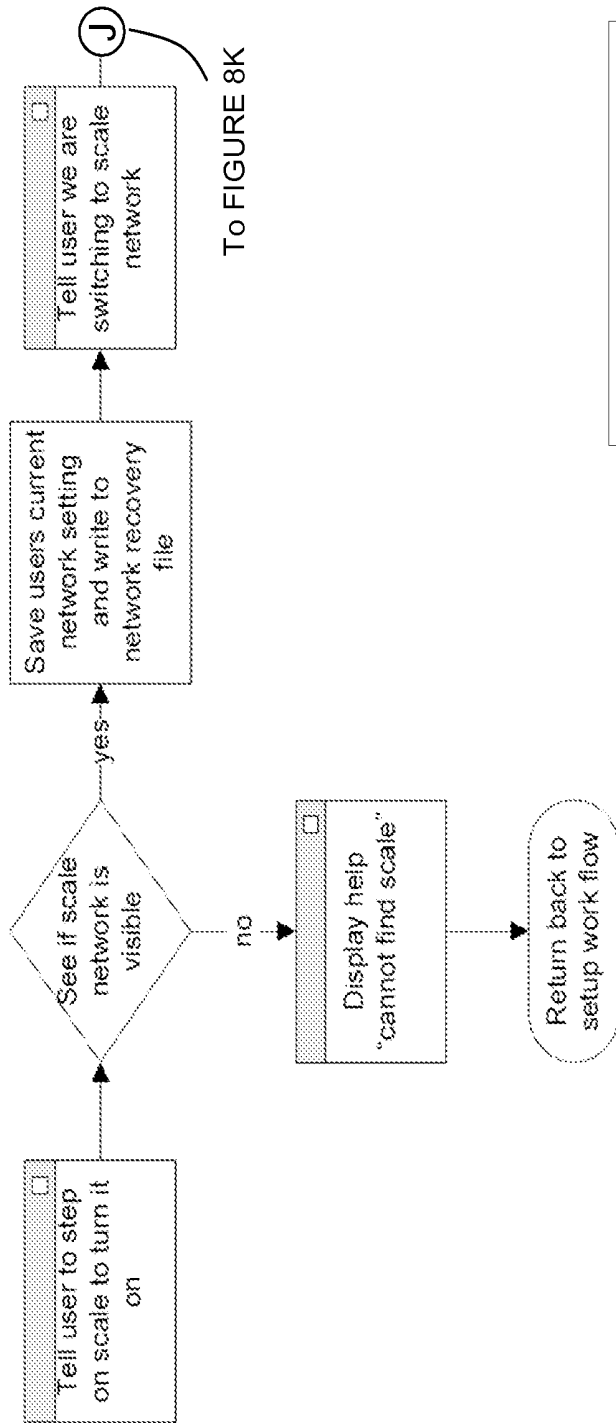 Tell user to step
on scale to turn it
on
See if scale
network is
visible
yes
no
Save users current
network setting
and write to
network recovery
file
Tell user we are
switching to scale
network
J
To FIGURE 8K
Display help
"cannot find scale"
Return back to
setup work flow